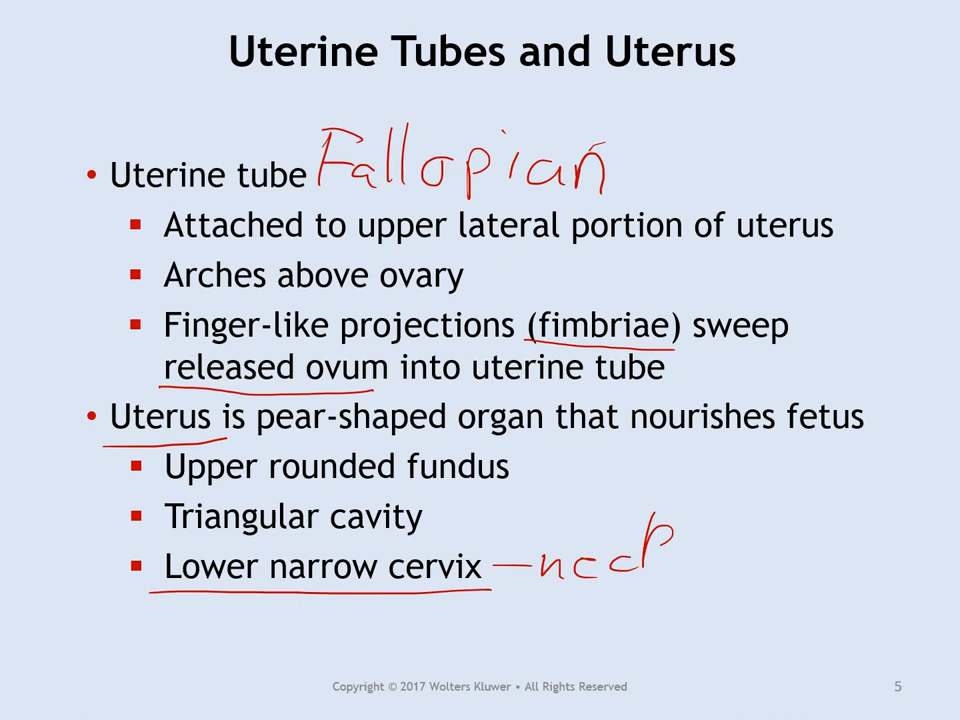 Uterine Tubes and Uterus
• Uterine tube Fallopian
▪ Attached to upper lateral portion of uterus
▪ Arches above ovary
▪ Finger-like projections (fimbriae) sweep
released ovum into uterine tube
• Uterus is pear-shaped organ that nourishes fetus
▪ Upper rounded fundus
▪ Triangular cavity
▪ Lower narrow cervix – neck
Copyright © 2017 Wolters Kluwer • All Rights Reserved 5